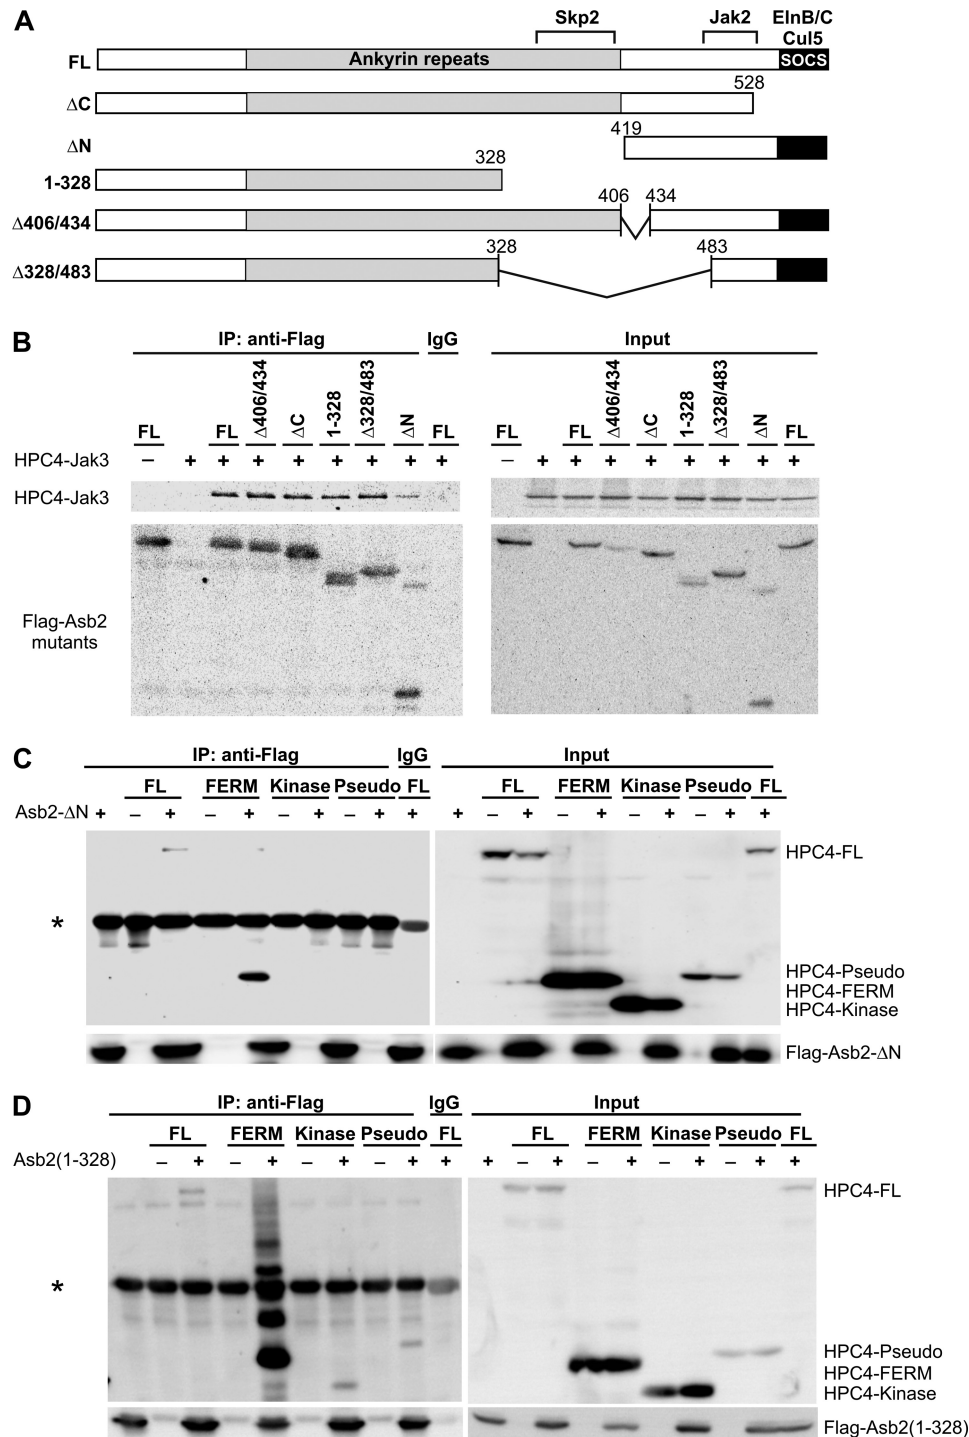 A
Skp2 Jak2 ElnB/C
Cul5
FL Ankyrin repeats SOCS
ΔC 528
ΔN 419
1-328 328
Δ406/434 406 434
Δ328/483 328 483
B
IP: anti-Flag IgG Input
FL FL Δ406/434 ΔC 1-328 Δ328/483 ΔN FL FL FL Δ406/434 ΔC 1-328 Δ328/483 ΔN FL
HPC4-Jak3 – + + + + + + + + – + + + + + + + +
HPC4-Jak3
Flag-Asb2
mutants
C
IP: anti-Flag IgG Input
FL FERM Kinase Pseudo FL FL FERM Kinase Pseudo FL
Asb2-ΔN + – + – + – + – + + + – + – + – + – + +
HPC4-FL
*
HPC4-Pseudo
HPC4-FERM
HPC4-Kinase
Flag-Asb2-ΔN
D
IP: anti-Flag IgG Input
FL FERM Kinase Pseudo FL FL FERM Kinase Pseudo FL
Asb2(1-328) – + – + – + – + + + – + – + – + – + +
HPC4-FL
*
HPC4-Pseudo
HPC4-FERM
HPC4-Kinase
Flag-Asb2(1-328)